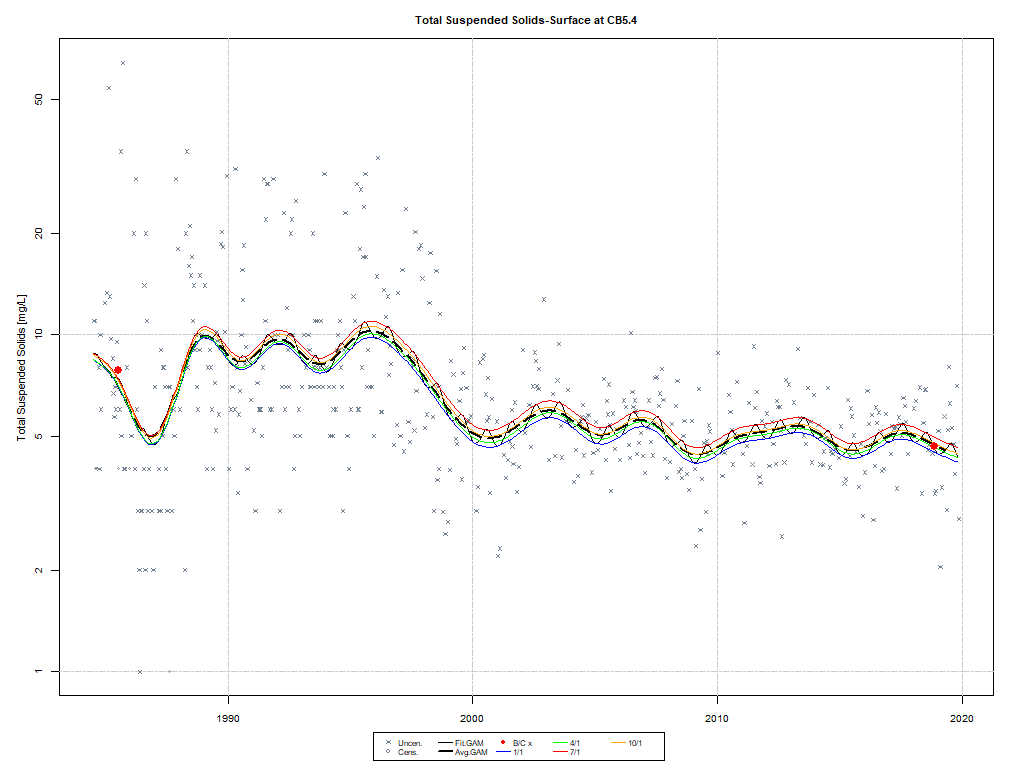 Total Suspended Solids-Surface at CB5.4
Total Suspended Solids [mg/L]
50
20
10
5
2
1
1990
2000
2010
2020
Uncen. Fit.GAM B/C x 4/1 10/1
Cens. Avg.GAM 1/1 7/1